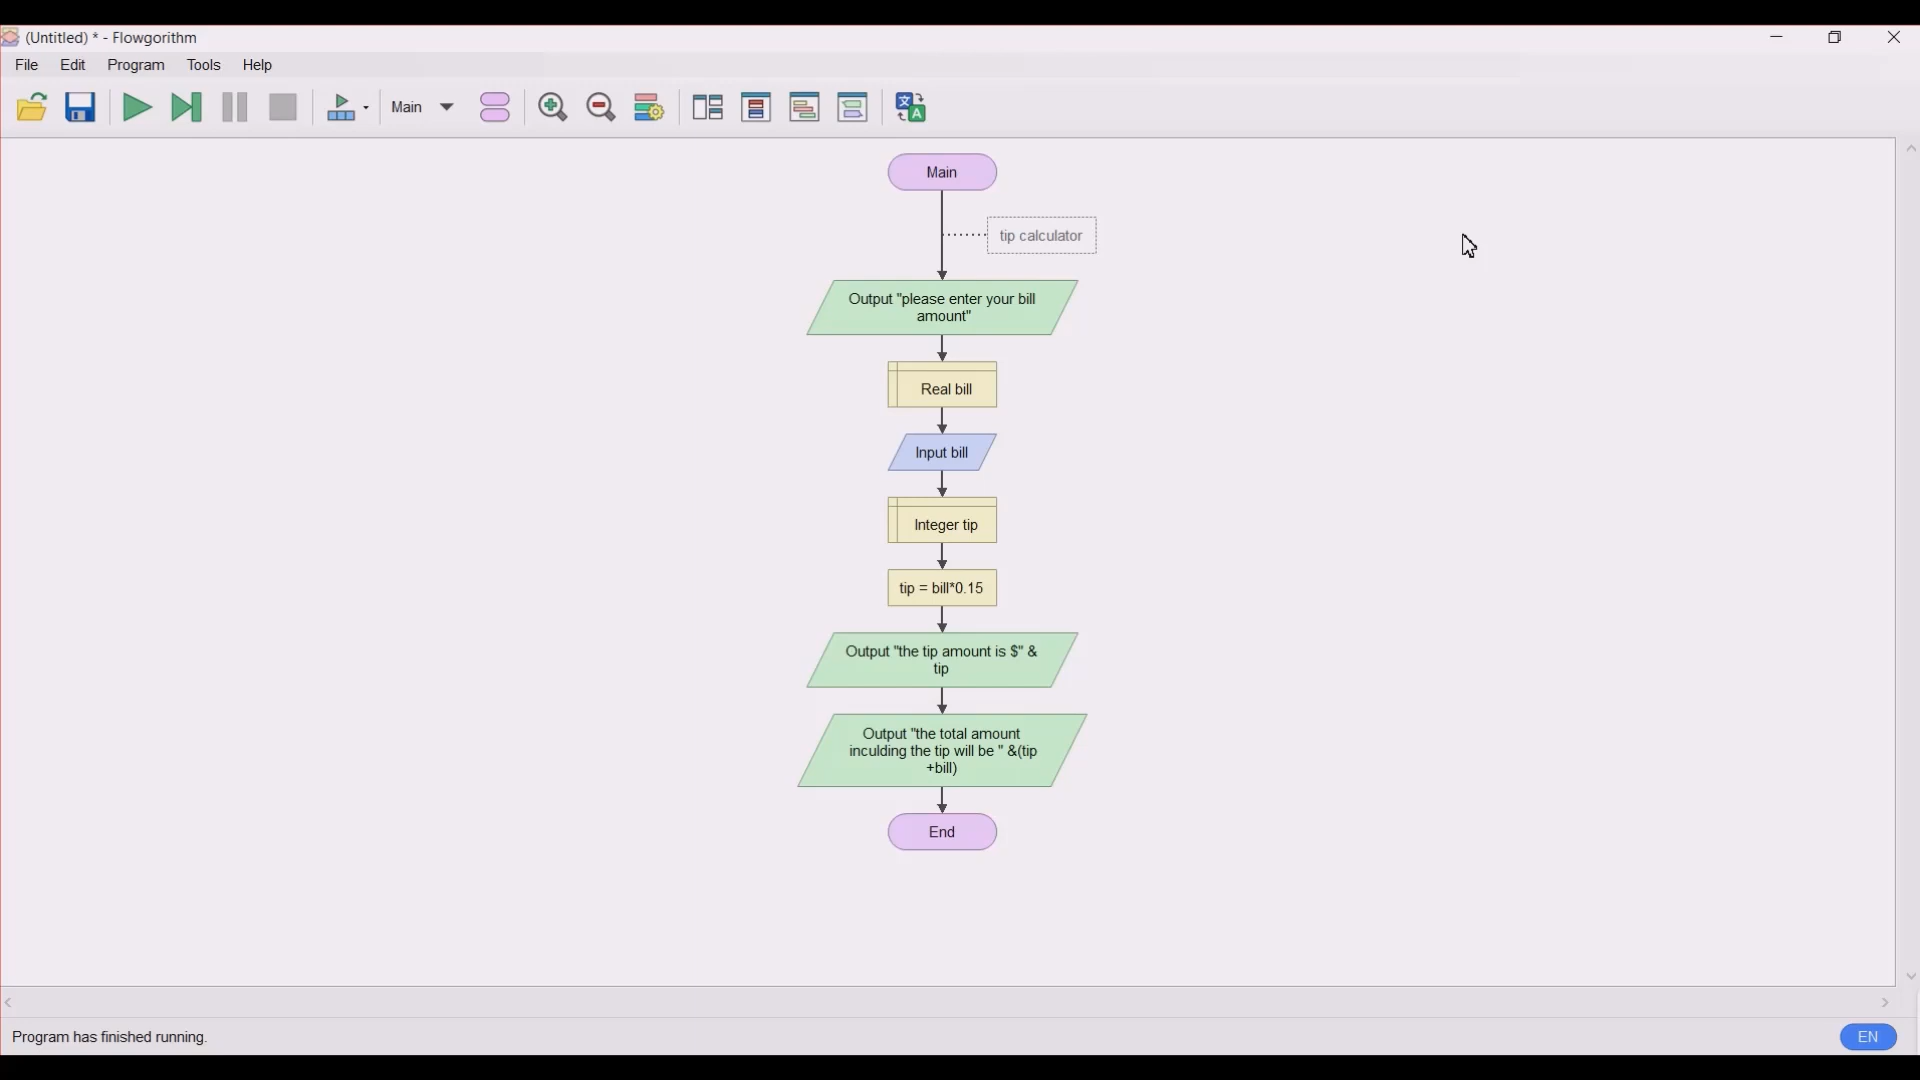 (Untitled) * - Flowgorithm
File Edit Program Tools Help
Main
Main
tip calculator
Output "please enter your bill
amount"
Real bill
Input bill
Integer tip
tip = bill*0.15
Output "the tip amount is $" &
tip
Output "the total amount
inculding the tip will be " &(tip
+bill)
End
Program has finished running.
EN